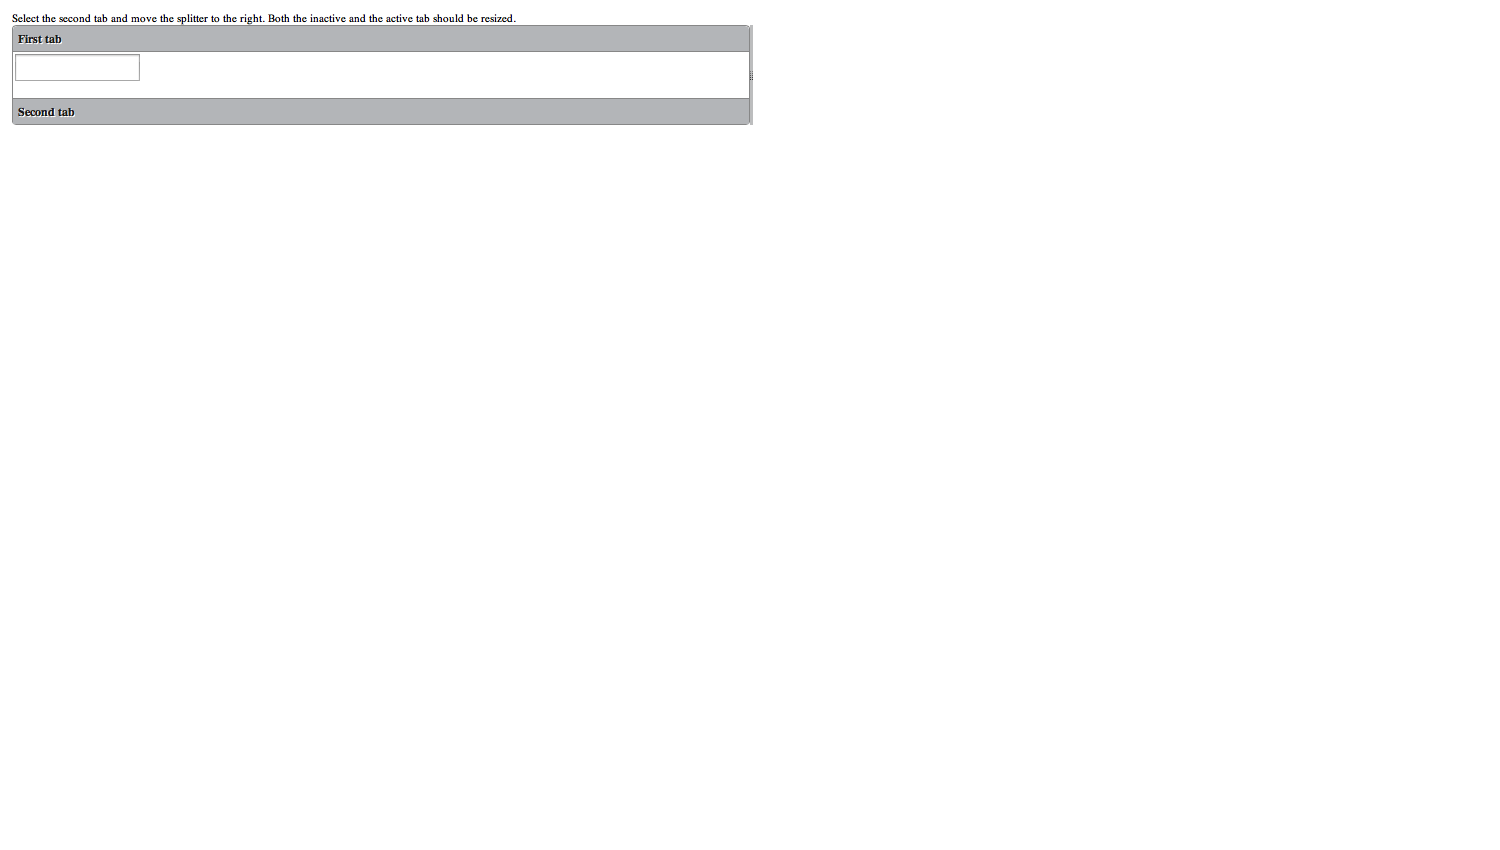 Select the second tab and move the splitter to the right. Both the inactive and the active tab should be resized.
First tab
Second tab